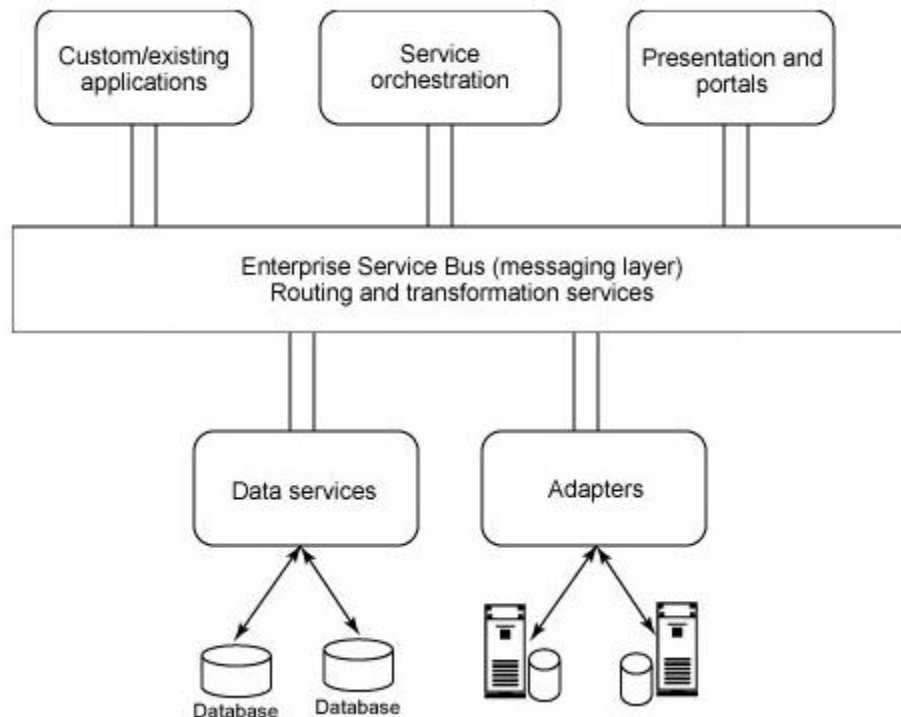 Custom/existing
applications
Service
orchestration
Presentation and
portals
Enterprise Service Bus (messaging layer)
Routing and transformation services
Data services
Adapters
Database
Database